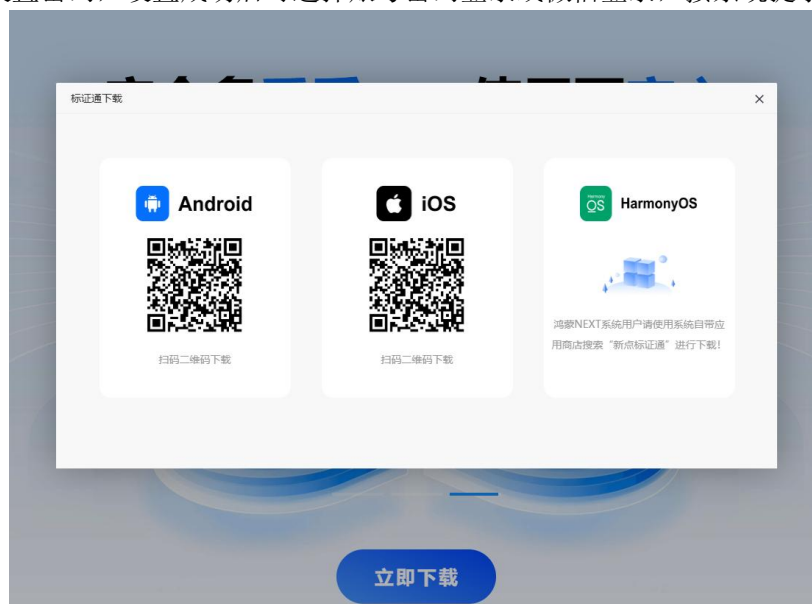 标证通下载
Android
iOS
Harmony
OS
HarmonyOS
扫码二维码下载
扫码二维码下载
鸿蒙NEXT系统用户请使用系统自带应
用商店搜索“新点标证通”进行下载!
立即下载